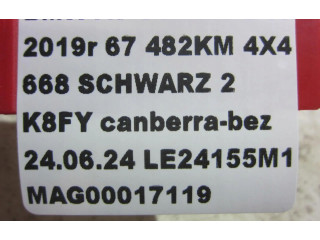 2019r 67 482KM 4X4
668 SCHWARZ 2
K8FY canberra-bez
24.06.24 LE24155M1
MAG00017119